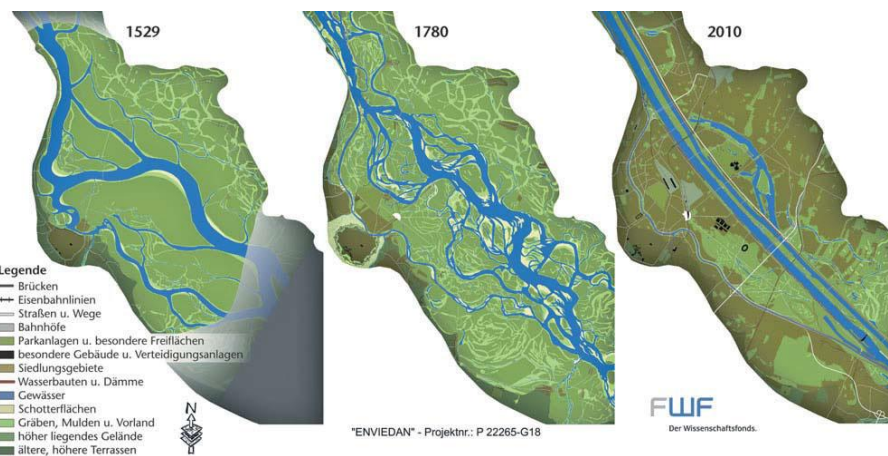 1529
1780
2010
Legende
Brücken
Eisenbahnlinien
Straßen u. Wege
Bahnhöfe
Parkanlagen u. besondere Freiflächen
besondere Gebäude u. Verteidigungsanlagen
Siedlungsgebiete
Wasserbauten u. Dämme
Gewässer
Schotterflächen
Gräben, Mulden u. Vorland
höher liegendes Gelände
ältere, höhere Terrassen
N
"ENVIEDAN" - Projektnr.: P 22265-G18
FWF
Der Wissenschaftsfonds.